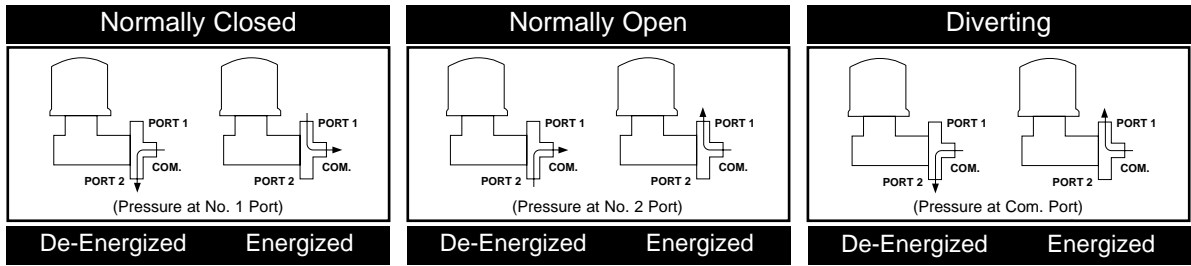 Normally Closed
PORT 1
COM.
PORT 2
PORT 1
COM.
PORT 2
(Pressure at No. 1 Port)
De-Energized Energized
Normally Open
PORT 1
COM.
PORT 2
PORT 1
COM.
PORT 2
(Pressure at No. 2 Port)
De-Energized Energized
Diverting
PORT 1
COM.
PORT 2
PORT 1
COM.
PORT 2
(Pressure at Com. Port)
De-Energized Energized